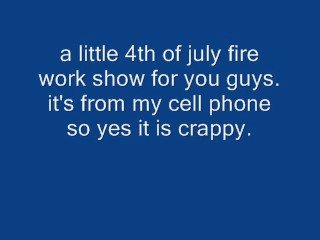 a little 4th of july fire
work show for you guys.
it's from my cell phone
so yes it is crappy.